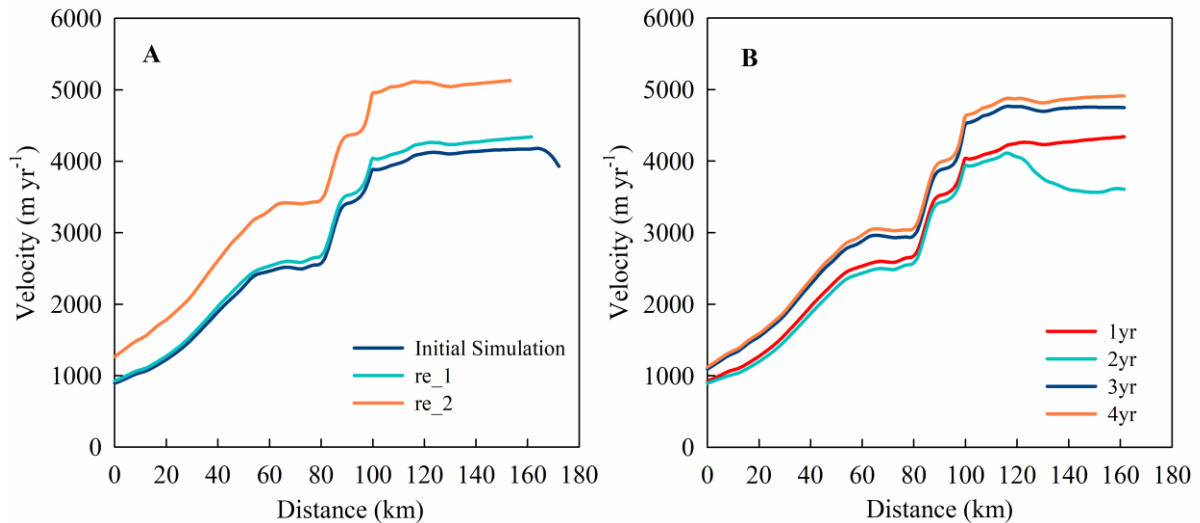 A
Velocity (m yr-1)
6000
5000
4000
3000
2000
1000
0
Initial Simulation
re_1
re_2
0 20 40 60 80 100 120 140 160 180
Distance (km)
B
Velocity (m yr-1)
6000
5000
4000
3000
2000
1000
0
1yr
2yr
3yr
4yr
0 20 40 60 80 100 120 140 160 180
Distance (km)